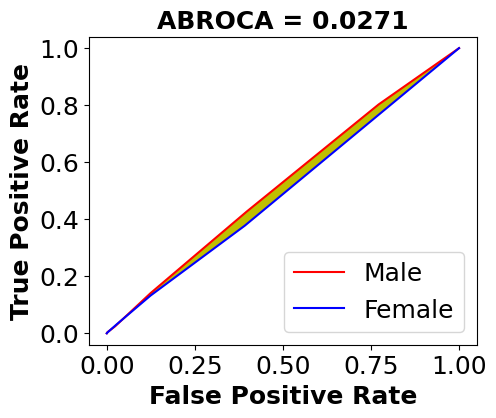 ABROCA = 0.0271
True Positive Rate
1.0
0.8
0.6
0.4
0.2
0.0
Male
Female
0.00 0.25 0.50 0.75 1.00
False Positive Rate